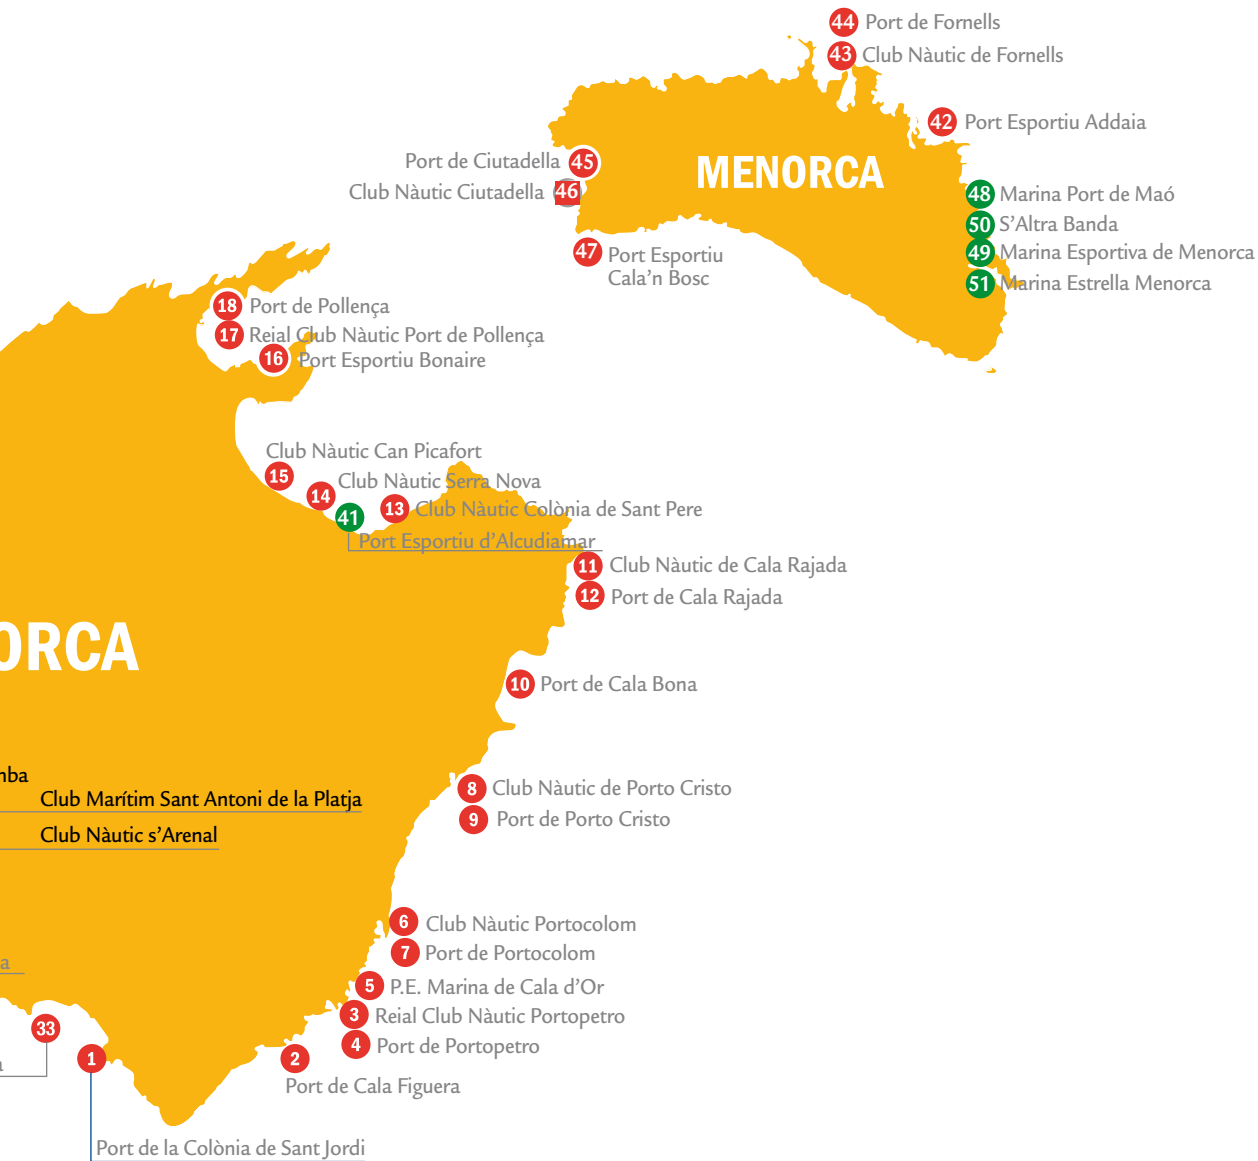 44 Port de Fornells
43 Club Nàutic de Fornells
42 Port Esportiu Addaia
Port de Ciutadella 45
MENORCA
Club Nàutic Ciutadella 46
48 Marina Port de Maó
50 S'Altra Banda
49 Marina Esportiva de Menorca
47 Port Esportiu
Cala'n Bosc
51 Marina Estrella Menorca
18 Port de Pollença
17 Reial Club Nàutic Port de Pollença
16 Port Esportiu Bonaire
Club Nàutic Can Picafort
15
14 Club Nàutic Serra Nova
13 Club Nàutic Colònia de Sant Pere
41
Port Esportiu d'Alcudiamar
11 Club Nàutic de Cala Rajada
12 Port de Cala Rajada
ORCA
10 Port de Cala Bona
mba
Club Marítim Sant Antoni de la Platja
8 Club Nàutic de Porto Cristo
9 Port de Porto Cristo
Club Nàutic s'Arenal
6 Club Nàutic Portocolom
7 Port de Portocolom
a
5 P.E. Marina de Cala d'Or
3 Reial Club Nàutic Portopetro
33
4 Port de Portopetro
1
2
a
Port de Cala Figuera
Port de la Colònia de Sant Jordi